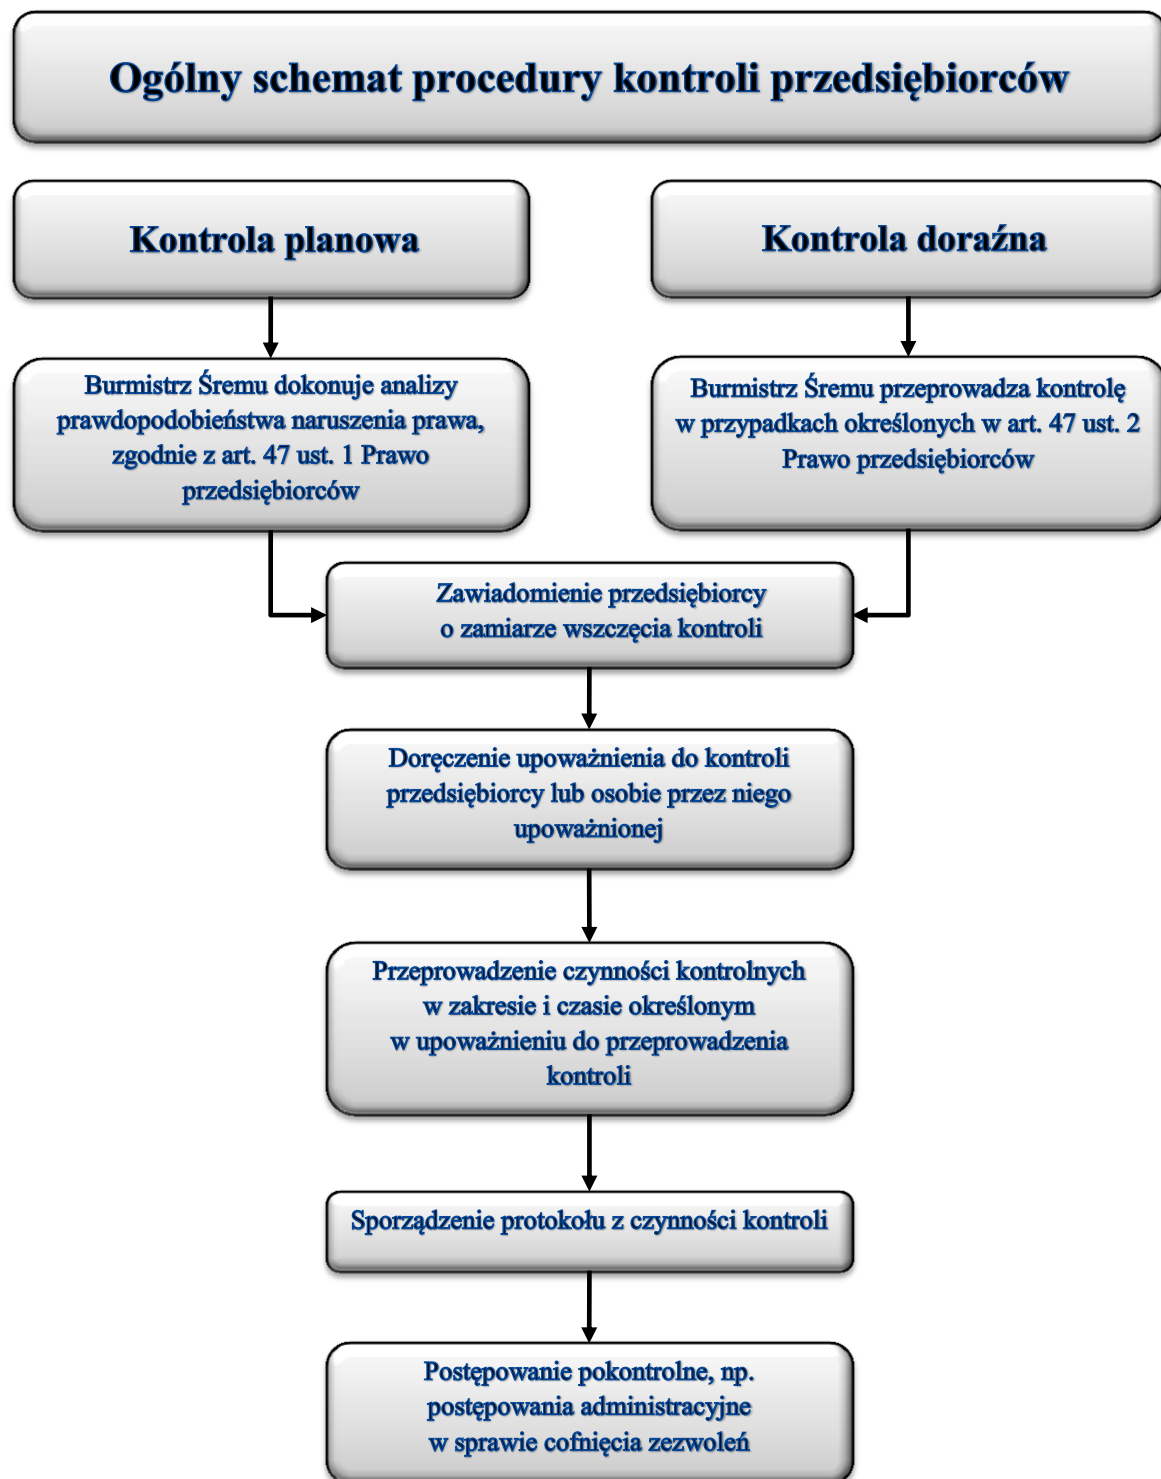 Ogólny schemat procedury kontroli przedsiębiorców
Kontrola planowa
Kontrola doraźna
Burmistrz Śremu dokonuje analizy
prawdopodobieństwa naruszenia prawa,
zgodnie z art. 47 ust. 1 Prawo
przedsiębiorców
Burmistrz Śremu przeprowadza kontrolę
w przypadkach określonych w art. 47 ust. 2
Prawo przedsiębiorców
Zawiadomienie przedsiębiorcy
o zamiarze wszczęcia kontroli
Doręczenie upoważnienia do kontroli
przedsiębiorcy lub osobie przez niego
upoważnionej
Przeprowadzenie czynności kontrolnych
w zakresie i czasie określonym
w upoważnieniu do przeprowadzenia
kontroli
Sporządzenie protokołu z czynności kontroli
Postępowanie pokontrolne, np.
postępowania administracyjne
w sprawie cofnięcia zezwoleń